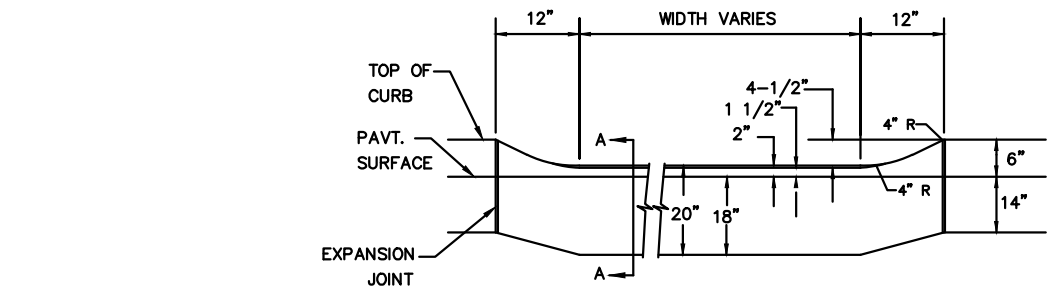 12" WIDTH VARIES 12"
TOP OF
CURB
4-1/2"
1 1/2"
2"
4" R
PAVT.
SURFACE
A
6"
4" R
14"
20" 18"
EXPANSION
JOINT
A